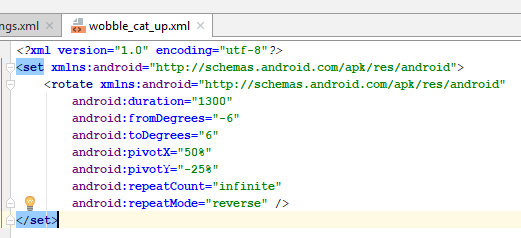 ngs.xml × wobble_cat_up.xml ×
<?xml version="1.0" encoding="utf-8"?>
<set xmlns:android="http://schemas.android.com/apk/res/android">
    <rotate xmlns:android="http://schemas.android.com/apk/res/android"
        android:duration="1300"
        android:fromDegrees="-6"
        android:toDegrees="6"
        android:pivotX="50%"
        android:pivotY="-25%"
        android:repeatCount="infinite"
        android:repeatMode="reverse" />
</set>